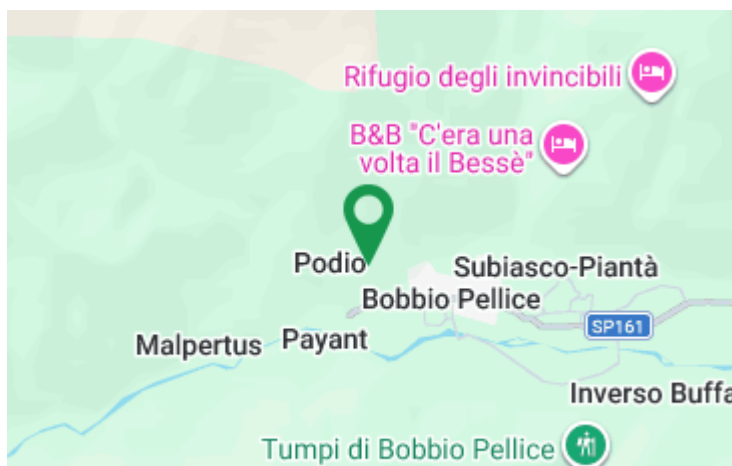 Rifugio degli invincibili
B&B "C'era una
volta il Bessè"
Podio
Subiasco-Piantà
Bobbio Pellice
SP161
Malpertus
Payant
Inverso Buffa
Tumpi di Bobbio Pellice